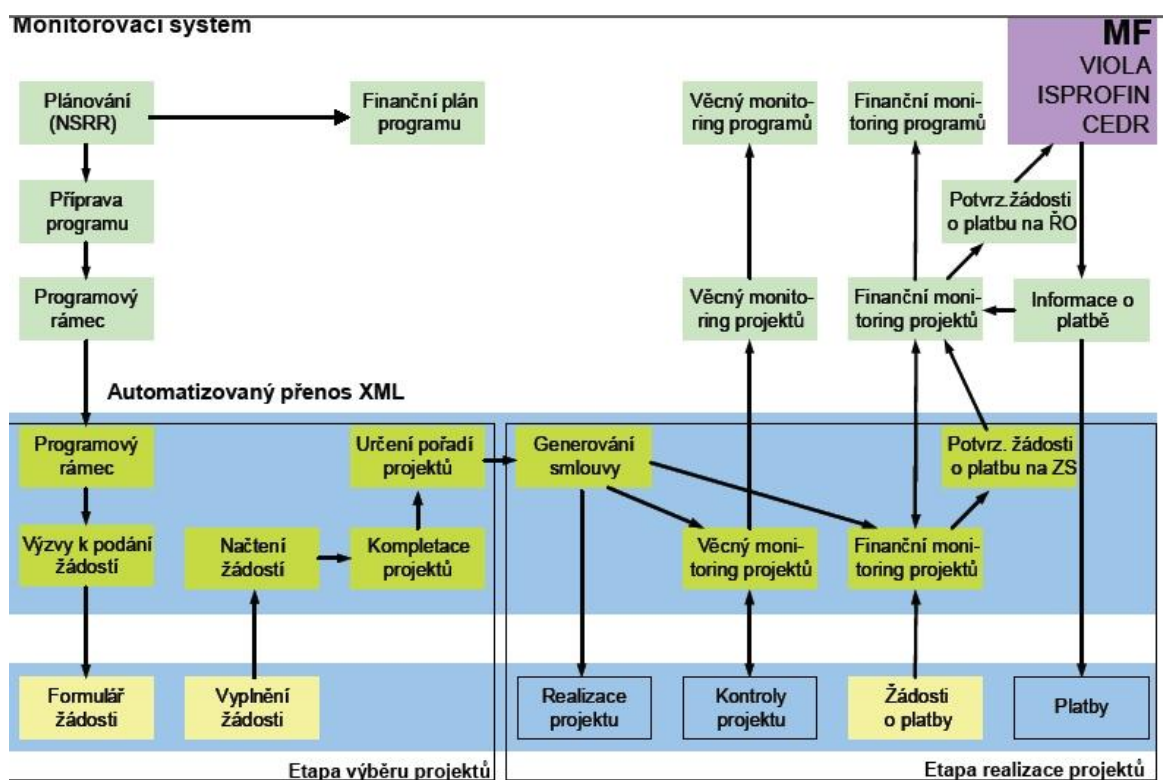 Monitorovací systém
MF
VIOLA
ISPROFIN
CEDR
Plánování
(NSRR)
Finanční plán
programu
Věcný monito-
ring programů
Finanční moni-
toring programů
Příprava
programu
Potvrz.žádosti
o platbu na ŘO
Programový
rámec
Věcný monito-
ring projektů
Finanční moni-
toring projektů
Informace o
platbě
Automatizovaný přenos XML
Programový
rámec
Určení pořadí
projektů
Generování
smlouvy
Potvrz. žádosti
o platbu na ZS
Výzvy k podání
žádostí
Načtení
žádostí
Kompletace
projektů
Věcný moni-
toring projektů
Finanční moni-
toring projektů
Formulář
žádosti
Vyplnění
žádosti
Realizace
projektu
Kontroly
projektu
Žádosti
o platby
Platby
Etapa výběru projektů
Etapa realizace projektů